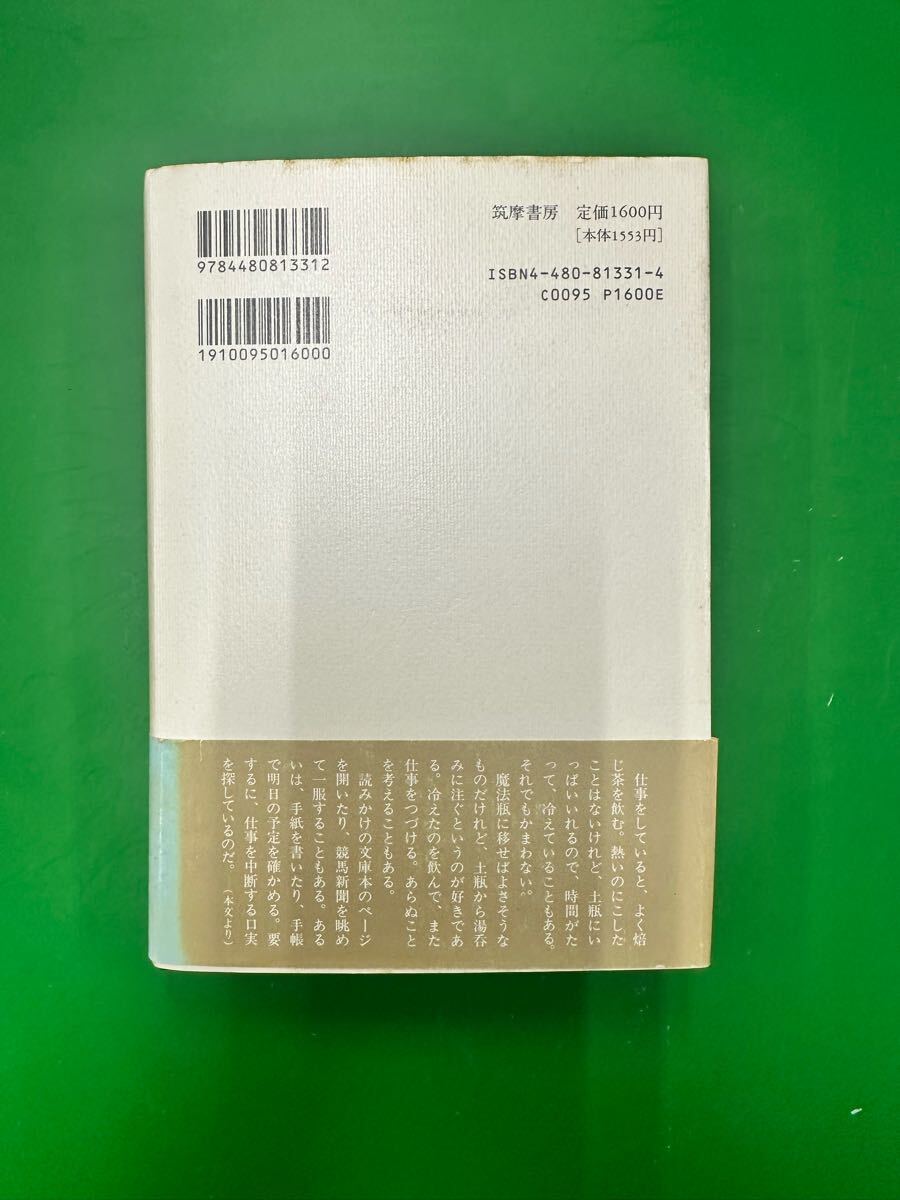 9784480813312
1910095016000
筑摩書房 定価1600円
[本体1553円]
ISBN4-480-81331-4
C0095 P1600E
仕事をしていると、よく焙
じ茶を飲む。熱いのにこした
ことはないけれど、土瓶にい
っぱいいれるので、時間がた
って、冷えていることもある。
それでもかまわない。
魔法瓶に移せばよさそうな
ものだけれど、土瓶から湯呑
みに注ぐというのが好きであ
る。冷えたのを飲んで、また
仕事をつづける。あらぬこと
を考えることもある。
読みかけの文庫本のページ
を開いたり、競馬新聞を眺め
て一服することもある。ある
いは、手紙を書いたり、手帳
で明日の予定を確かめる。要
するに、仕事を中断する口実
を探しているのだ。——(本文より)